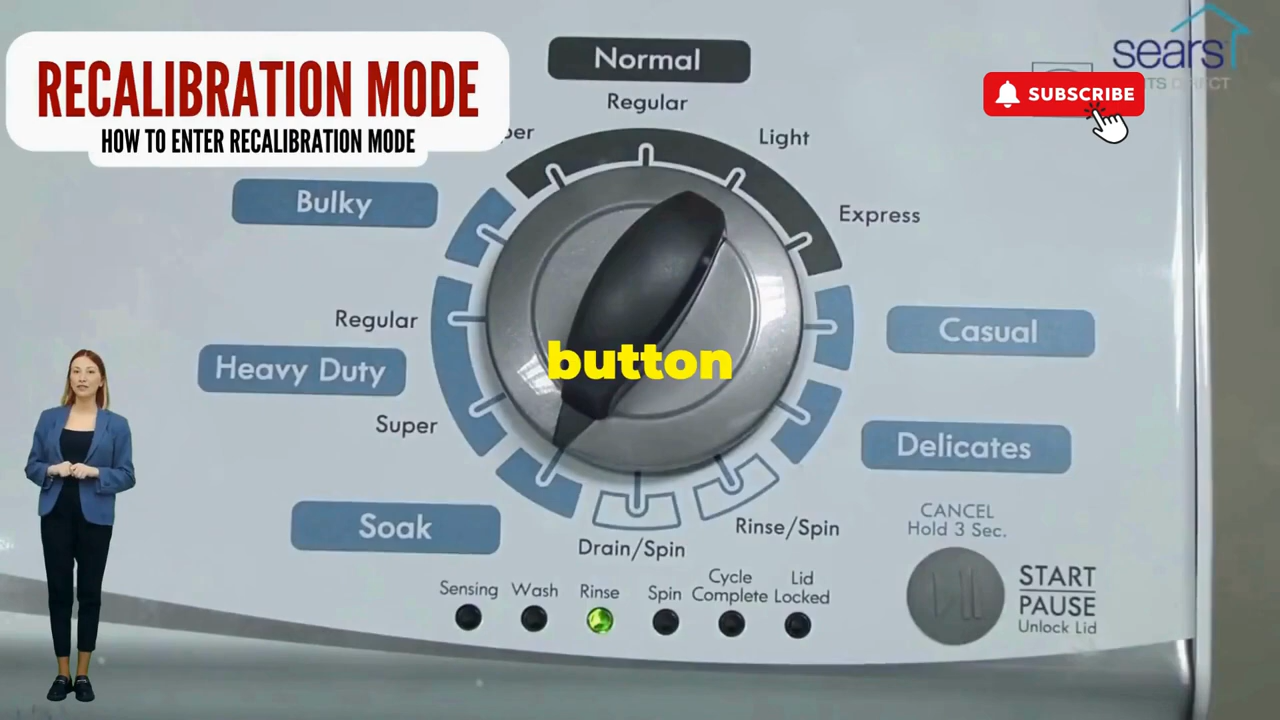 RECALIBRATION MODE
HOW TO ENTER RECALIBRATION MODE
sears
SUBSCRIBE
Normal
Regular
Light
Express
Bulky
Regular
Heavy Duty
Super
Casual
Delicates
button
Soak
Drain/Spin
Rinse/Spin
CANCEL
Hold 3 Sec.
Sensing
Wash
Rinse
Spin
Cycle Complete
Lid Locked
START
PAUSE
Unlock Lid